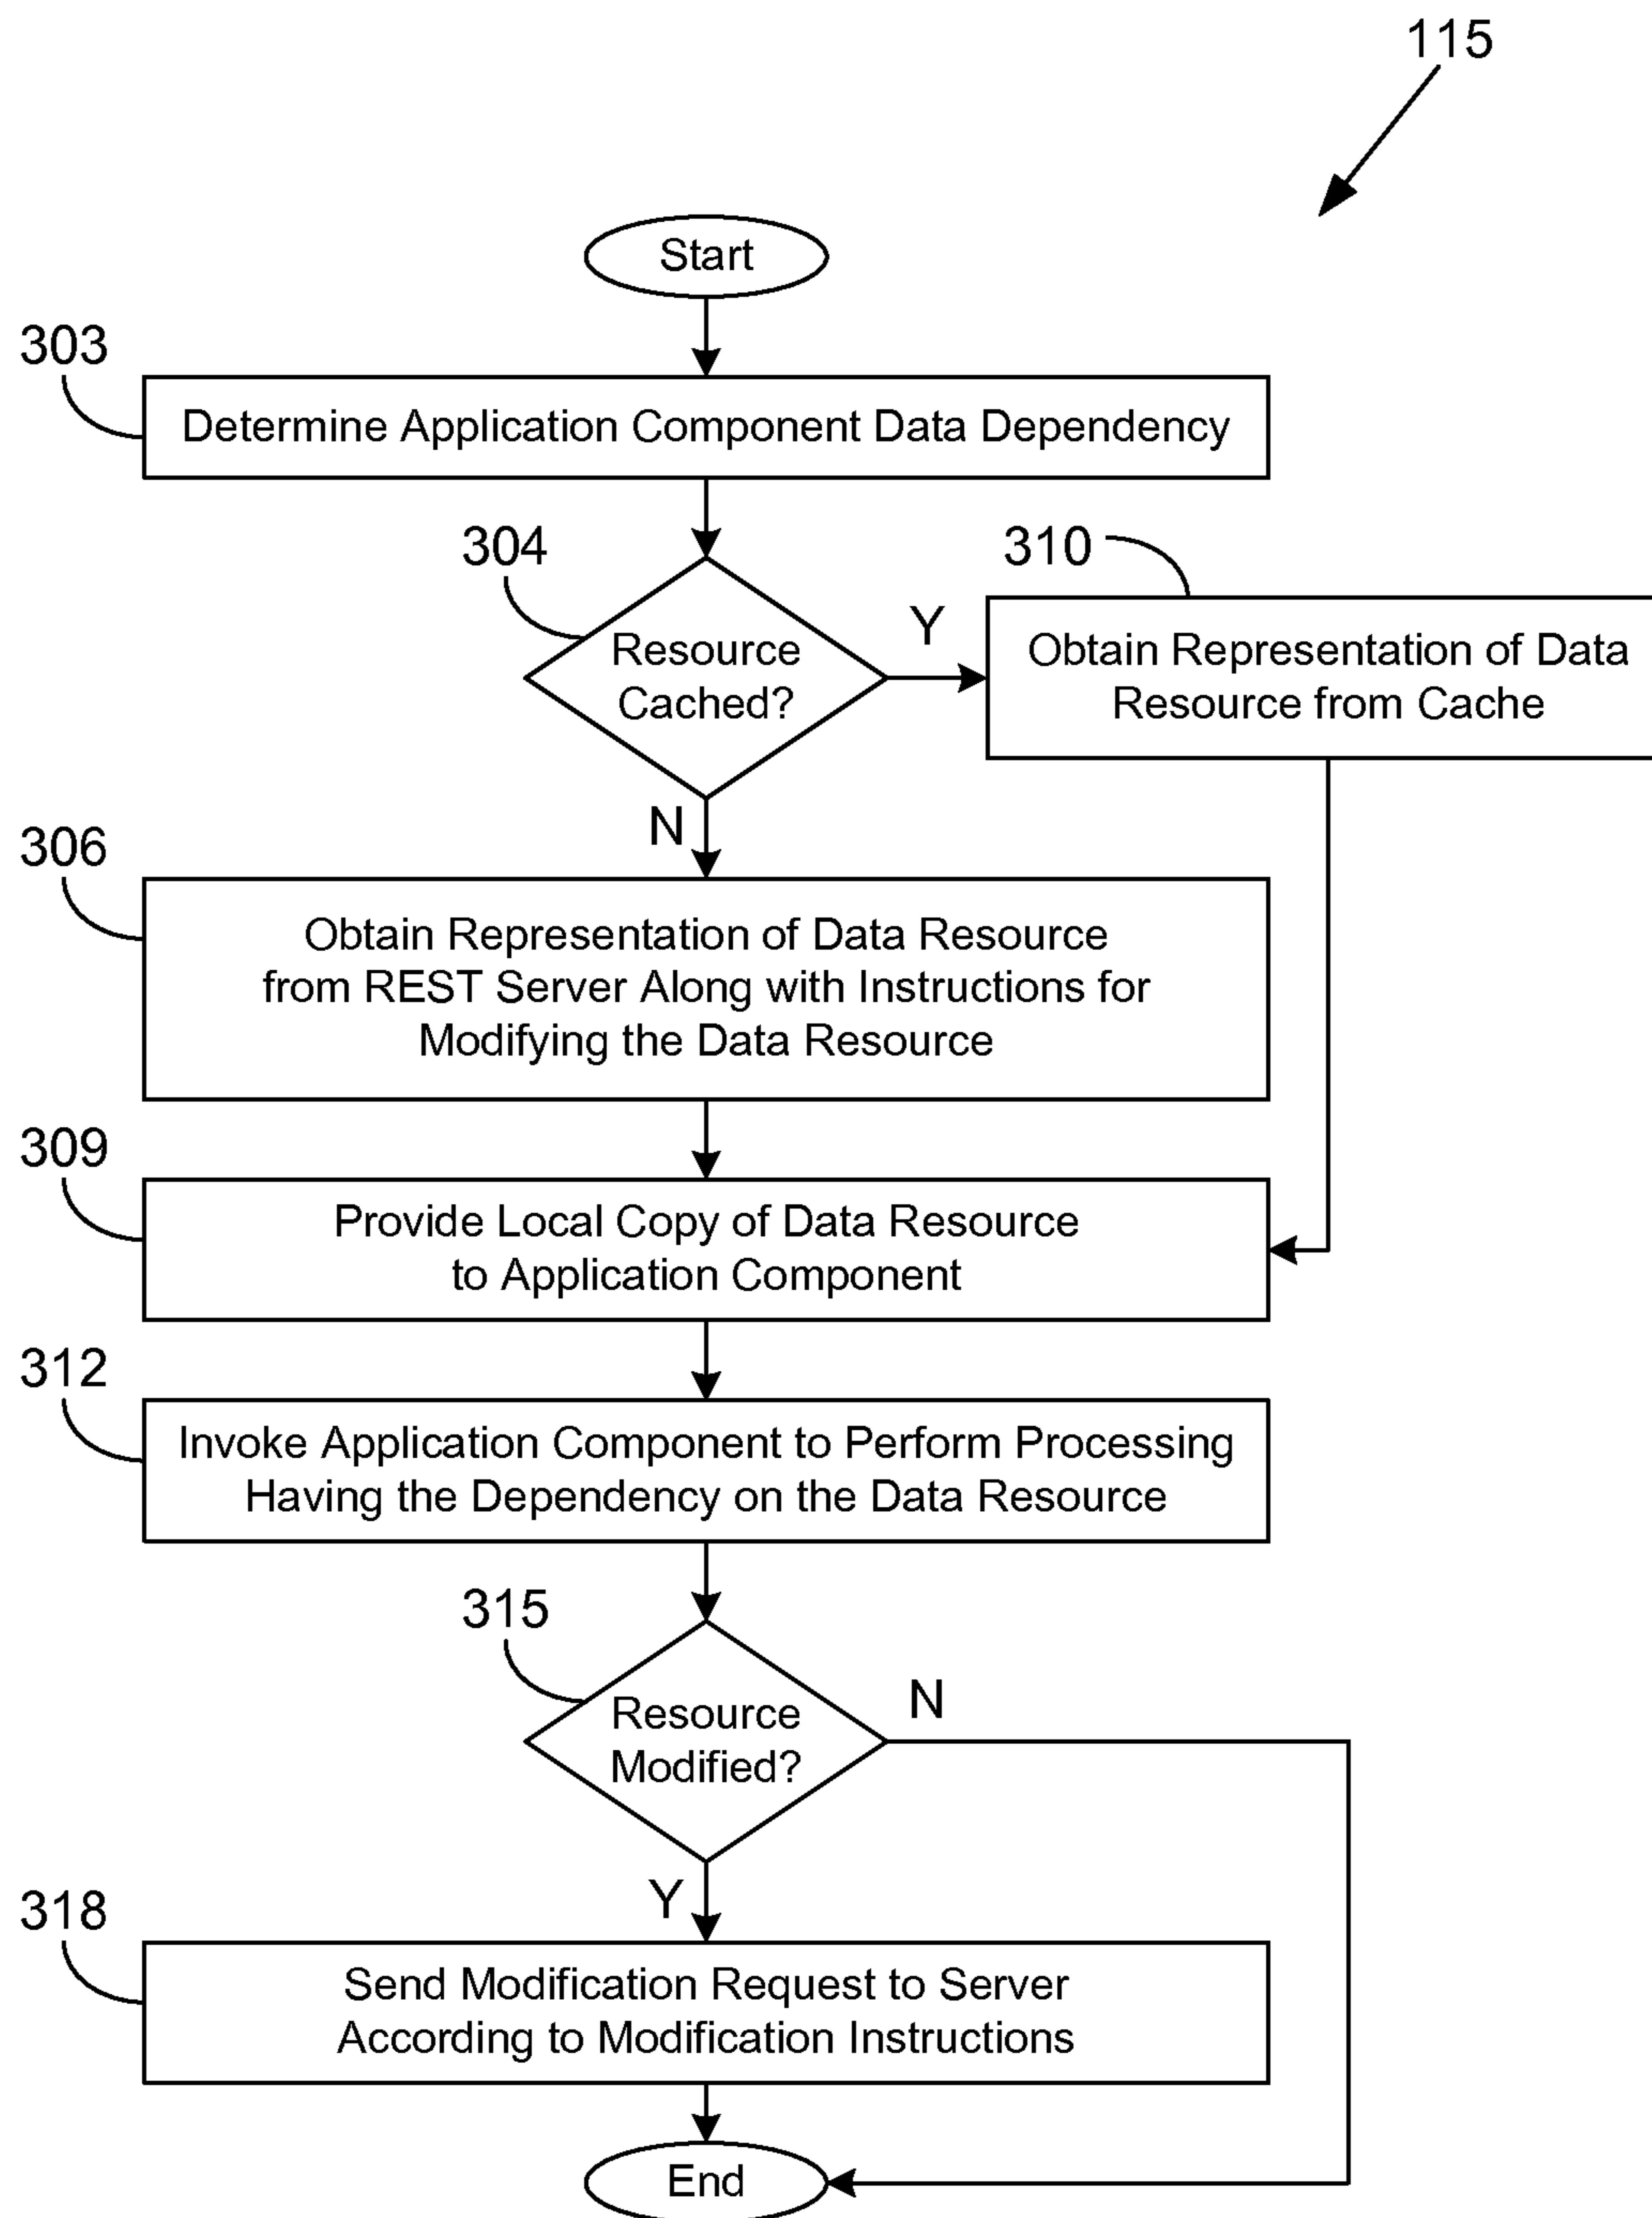 115
Start
303
Determine Application Component Data Dependency
304
310
Resource
Cached?
Y
Obtain Representation of Data
Resource from Cache
N
306
Obtain Representation of Data Resource
from REST Server Along with Instructions for
Modifying the Data Resource
309
Provide Local Copy of Data Resource
to Application Component
312
Invoke Application Component to Perform Processing
Having the Dependency on the Data Resource
315
Resource
Modified?
N
Y
318
Send Modification Request to Server
According to Modification Instructions
End